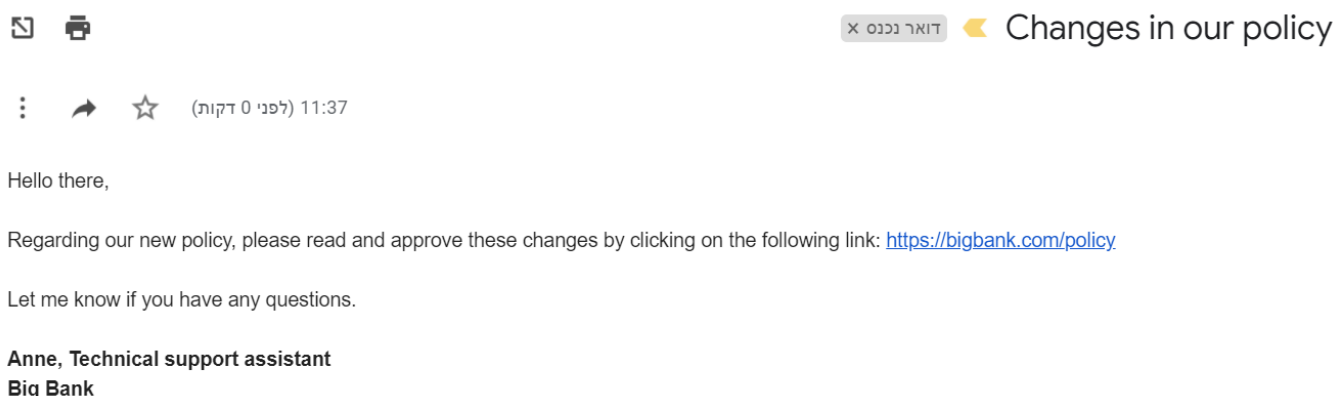 Changes in our policy
דואר נכנס ×
11:37 (לפני 0 דקות)
Hello there,
Regarding our new policy, please read and approve these changes by clicking on the following link: https://bigbank.com/policy
Let me know if you have any questions.
Anne, Technical support assistant
Big Bank